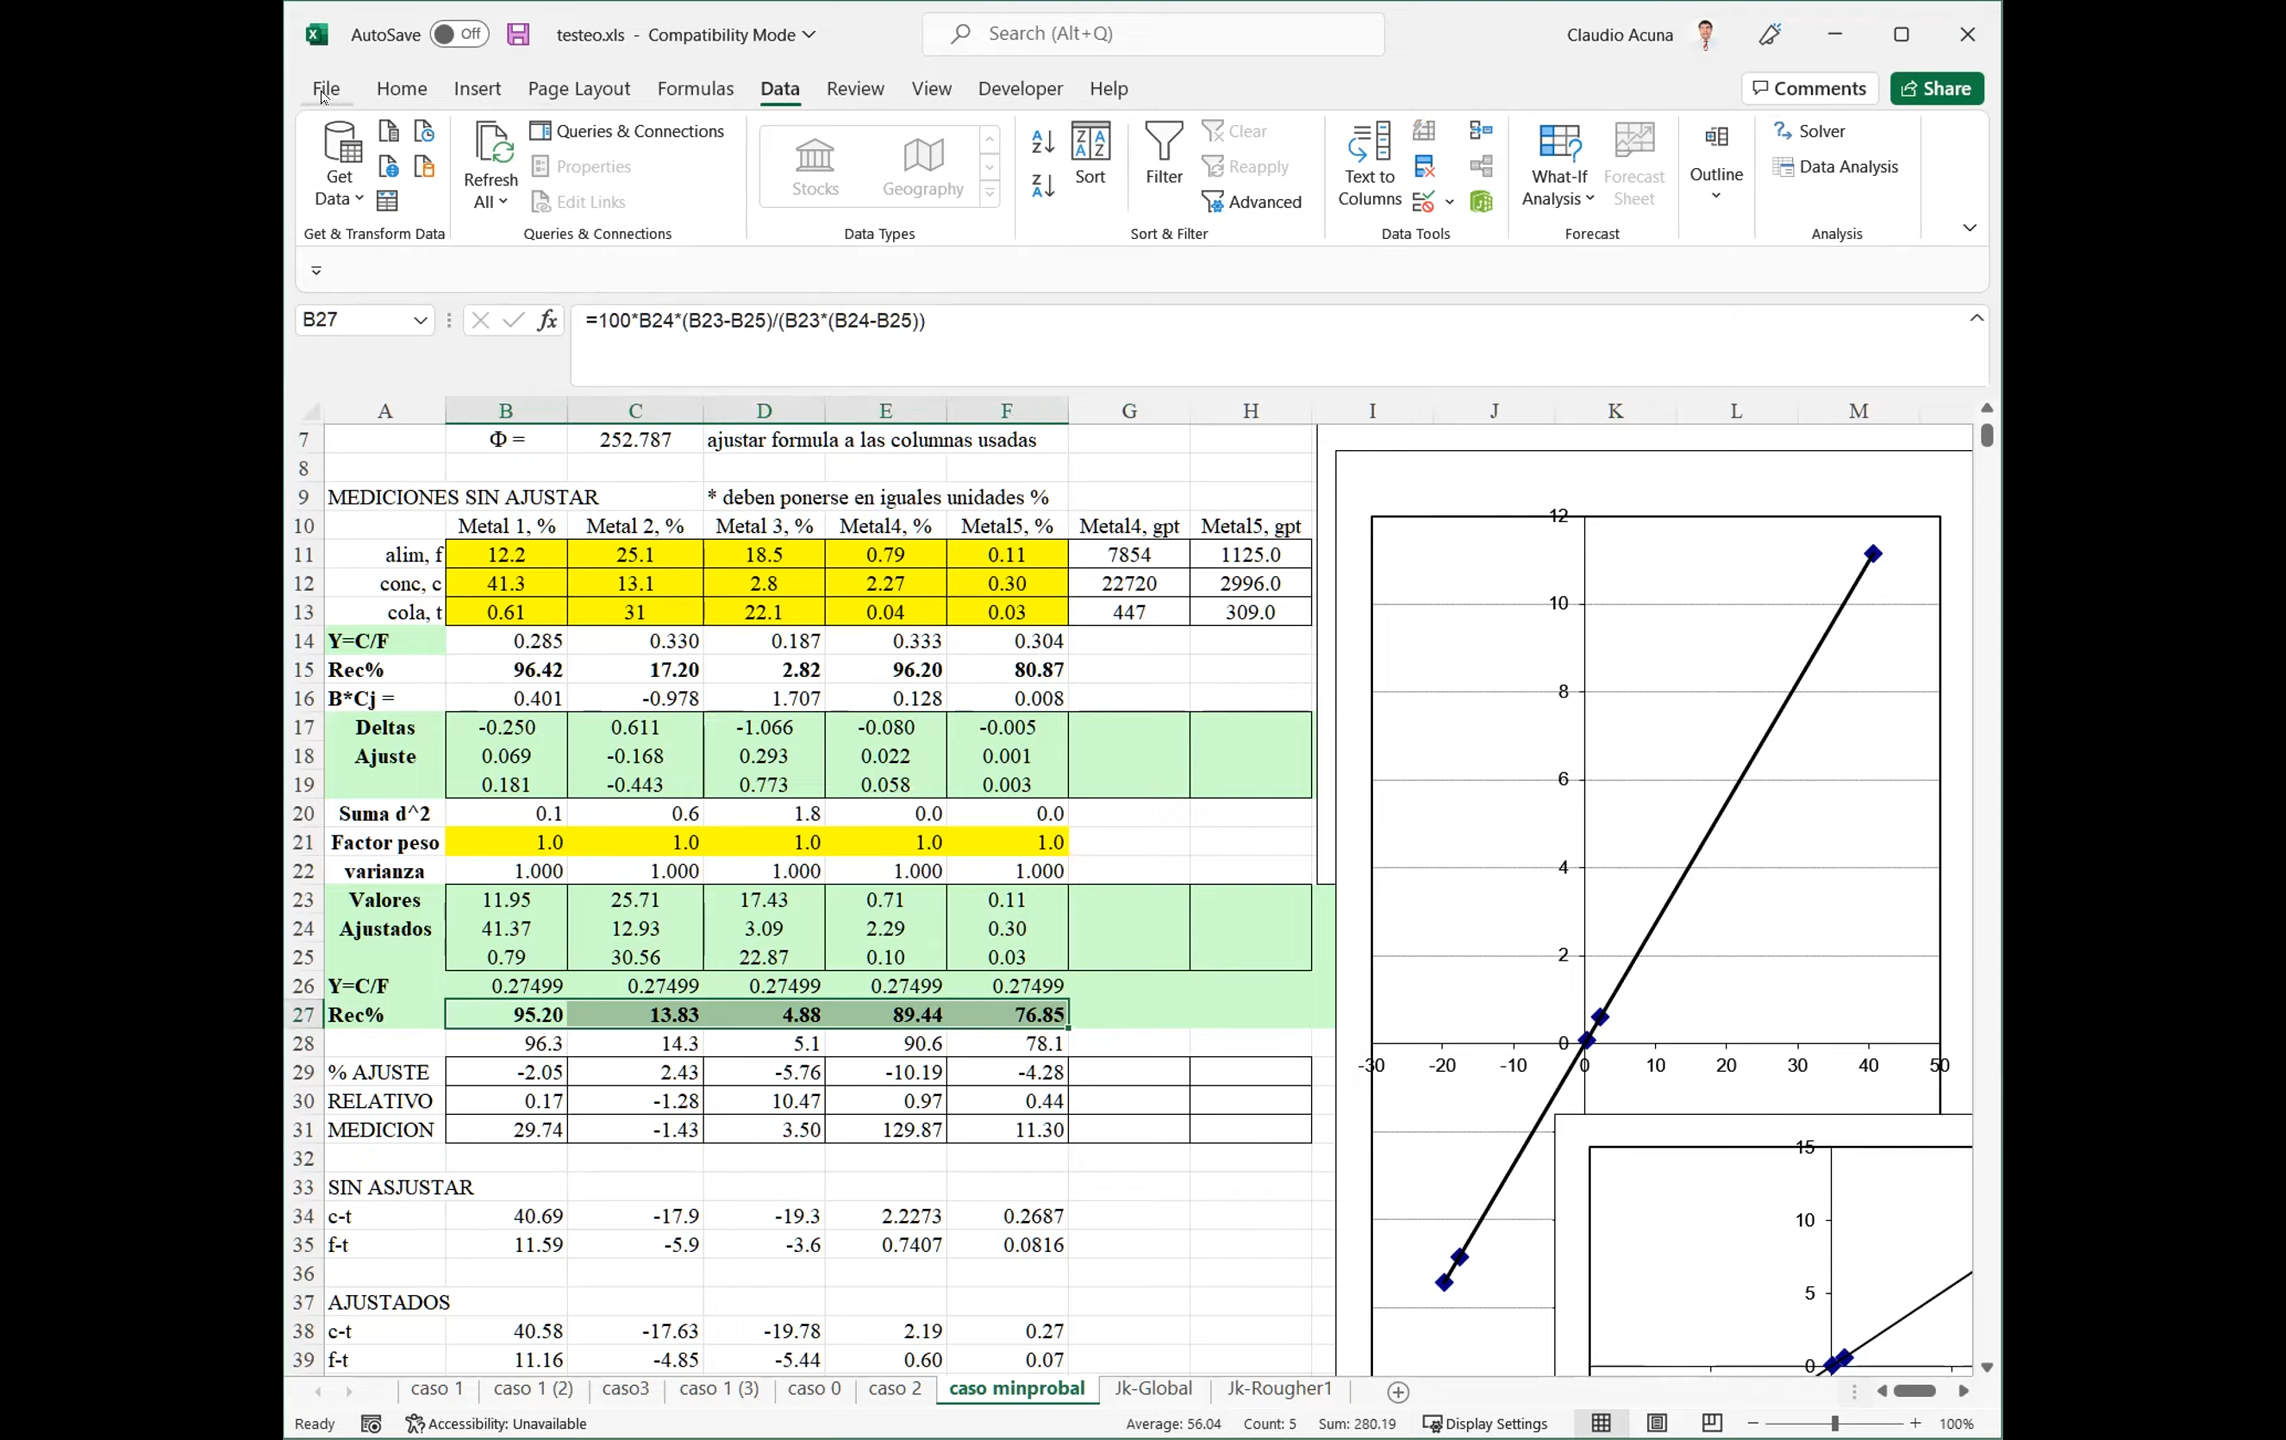 AutoSave Off testeo.xls - Compatibility Mode Search (Alt+Q) Claudio Acuna
File Home Insert Page Layout Formulas Data Review View Developer Help Comments Share
Get Data Refresh All Queries & Connections Properties Edit Links Stocks Geography Sort Filter Clear Reapply Advanced Text to Columns What-If Analysis Forecast Sheet Outline Solver Data Analysis
Get & Transform Data Queries & Connections Data Types Sort & Filter Data Tools Forecast Analysis
B27 fx =100*B24*(B23-B25)/(B23*(B24-B25))
A B C D E F G H I J K L M
7 Φ = 252.787 ajustar formula a las columnas usadas
8
9 MEDICIONES SIN AJUSTAR * deben ponerse en iguales unidades %
10 Metal 1, % Metal 2, % Metal 3, % Metal4, % Metal5, % Metal4, gpt Metal5, gpt
11 alim, f 12.2 25.1 18.5 0.79 0.11 7854 1125.0
12 conc, c 41.3 13.1 2.8 2.27 0.30 22720 2996.0
13 cola, t 0.61 31 22.1 0.04 0.03 447 309.0
14 Y=C/F 0.285 0.330 0.187 0.333 0.304
15 Rec% 96.42 17.20 2.82 96.20 80.87
16 B*Cj = 0.401 -0.978 1.707 0.128 0.008
17 Deltas -0.250 0.611 -1.066 -0.080 -0.005
18 Ajuste 0.069 -0.168 0.293 0.022 0.001
19 0.181 -0.443 0.773 0.058 0.003
20 Suma d^2 0.1 0.6 1.8 0.0 0.0
21 Factor peso 1.0 1.0 1.0 1.0 1.0
22 varianza 1.000 1.000 1.000 1.000 1.000
23 Valores 11.95 25.71 17.43 0.71 0.11
24 Ajustados 41.37 12.93 3.09 2.29 0.30
25 0.79 30.56 22.87 0.10 0.03
26 Y=C/F 0.27499 0.27499 0.27499 0.27499 0.27499
27 Rec% 95.20 13.83 4.88 89.44 76.85
28 96.3 14.3 5.1 90.6 78.1
29 % AJUSTE -2.05 2.43 -5.76 -10.19 -4.28
30 RELATIVO 0.17 -1.28 10.47 0.97 0.44
31 MEDICION 29.74 -1.43 3.50 129.87 11.30
32
33 SIN ASJUSTAR
34 c-t 40.69 -17.9 -19.3 2.2273 0.2687
35 f-t 11.59 -5.9 -3.6 0.7407 0.0816
36
37 AJUSTADOS
38 c-t 40.58 -17.63 -19.78 2.19 0.27
39 f-t 11.16 -4.85 -5.44 0.60 0.07
12
10
8
6
4
2
0
-30 -20 -10 0 10 20 30 40 50
15
10
5
0
caso 1 caso 1 (2) caso3 caso 1 (3) caso 0 caso 2 caso minprobal Jk-Global Jk-Rougher1
Ready Accessibility: Unavailable Average: 56.04 Count: 5 Sum: 280.19 Display Settings 100%